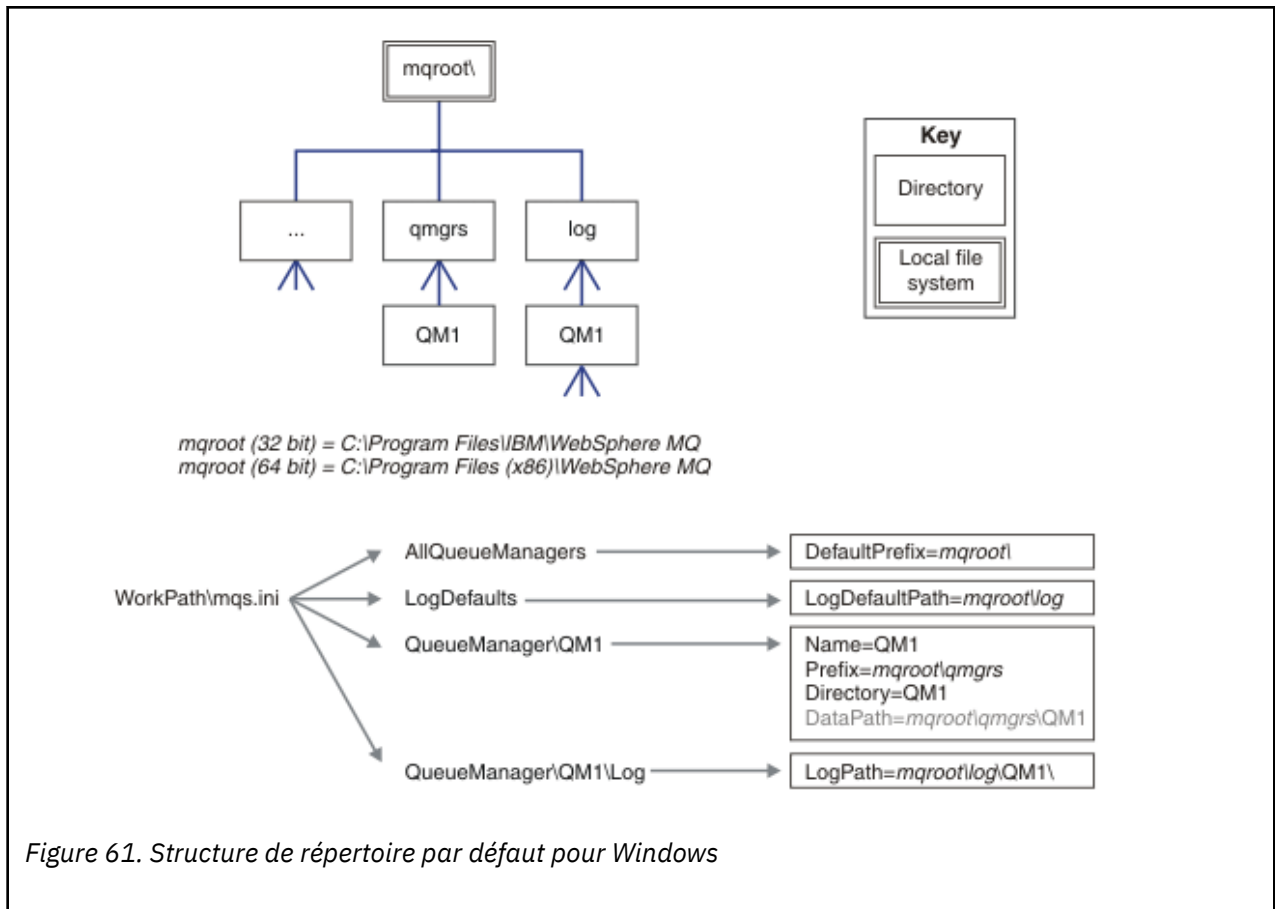 mqroot\
Key
Directory
Local file
system
... qmgrs log
QM1 QM1
mqroot (32 bit) = C:\Program Files\IBM\WebSphere MQ
mqroot (64 bit) = C:\Program Files (x86)\WebSphere MQ
AllQueueManagers
DefaultPrefix=mqroot\
WorkPath\mqs.ini
LogDefaults
LogDefaultPath=mqroot\log
QueueManager\QM1
Name=QM1
Prefix=mqroot\qmgrs
Directory=QM1
DataPath=mqroot\qmgrs\QM1
QueueManager\QM1\Log
LogPath=mqroot\log\QM1\
Figure 61. Structure de répertoire par défaut pour Windows